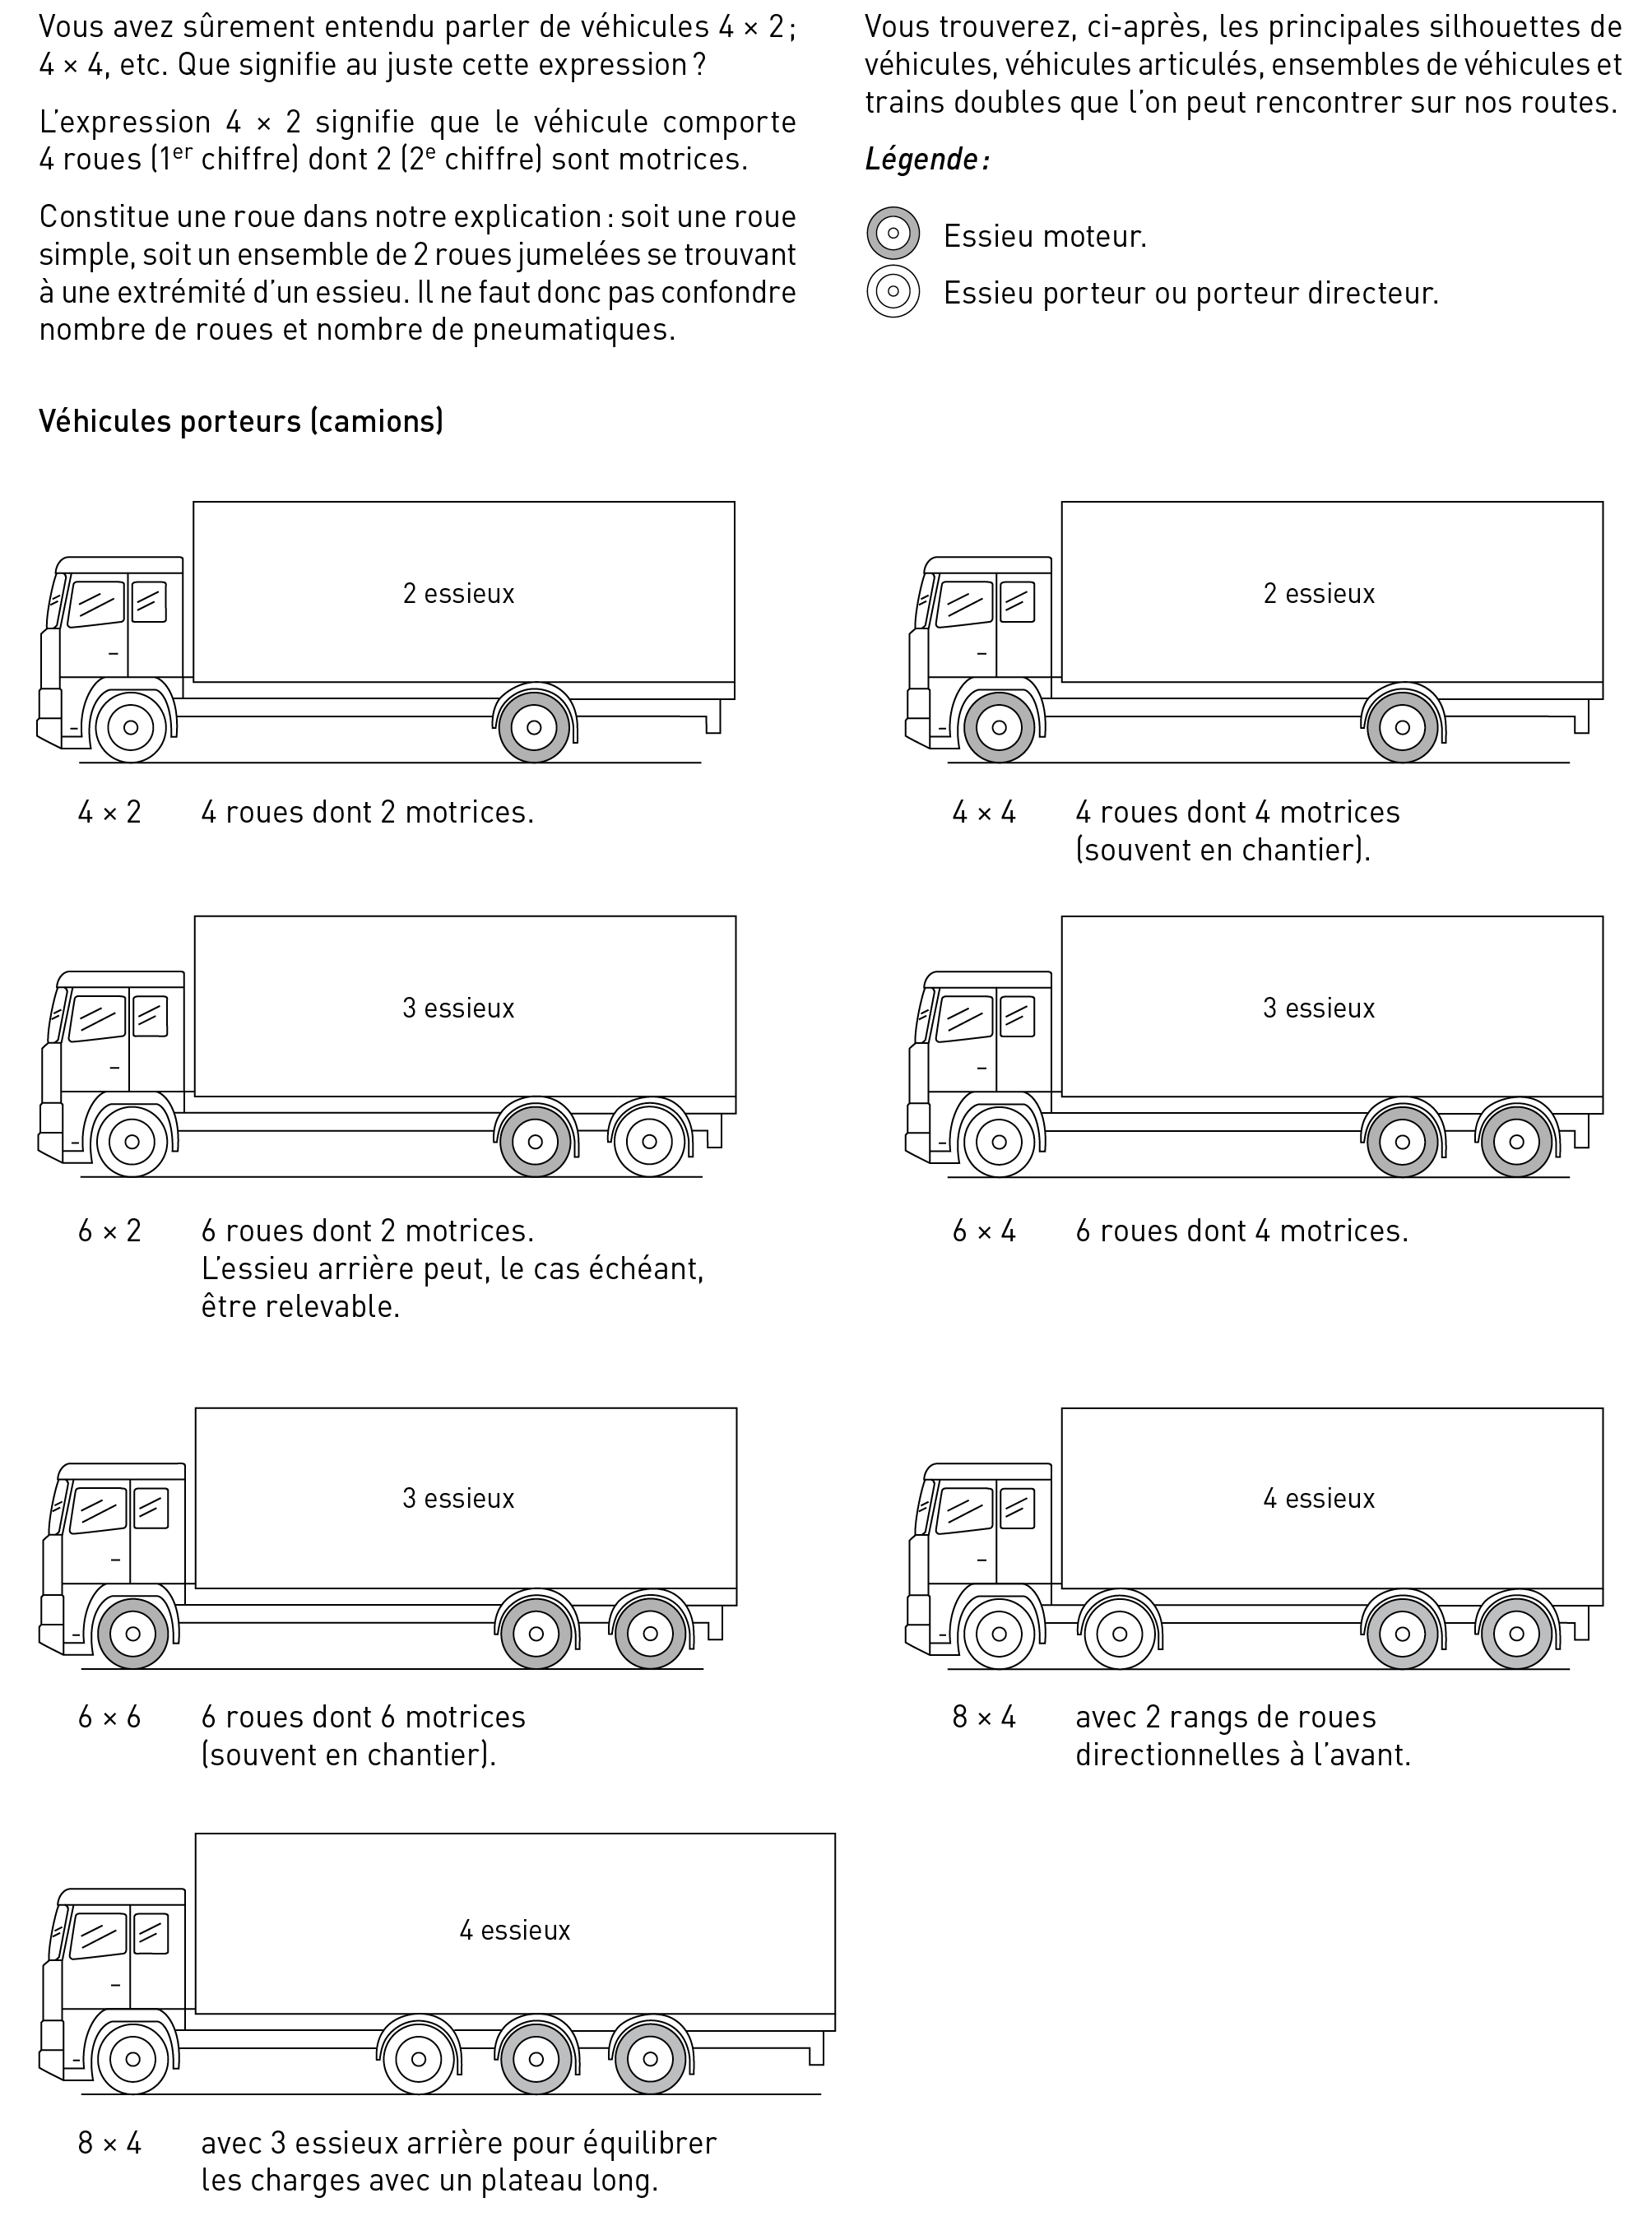 Vous avez sûrement entendu parler de véhicules 4 × 2 ;
4 × 4, etc. Que signifie au juste cette expression ?
L’expression 4 × 2 signifie que le véhicule comporte
4 roues (1er chiffre) dont 2 (2e chiffre) sont motrices.
Constitue une roue dans notre explication : soit une roue
simple, soit un ensemble de 2 roues jumelées se trouvant
à une extrémité d’un essieu. Il ne faut donc pas confondre
nombre de roues et nombre de pneumatiques.
Vous trouverez, ci-après, les principales silhouettes de
véhicules, véhicules articulés, ensembles de véhicules et
trains doubles que l’on peut rencontrer sur nos routes.
Légende :
Essieu moteur.
Essieu porteur ou porteur directeur.
Véhicules porteurs (camions)
2 essieux
4 × 2 4 roues dont 2 motrices.
2 essieux
4 × 4 4 roues dont 4 motrices
(souvent en chantier).
3 essieux
6 × 2 6 roues dont 2 motrices.
L’essieu arrière peut, le cas échéant,
être relevable.
3 essieux
6 × 4 6 roues dont 4 motrices.
3 essieux
6 × 6 6 roues dont 6 motrices
(souvent en chantier).
4 essieux
8 × 4 avec 2 rangs de roues
directionnelles à l’avant.
4 essieux
8 × 4 avec 3 essieux arrière pour équilibrer
les charges avec un plateau long.